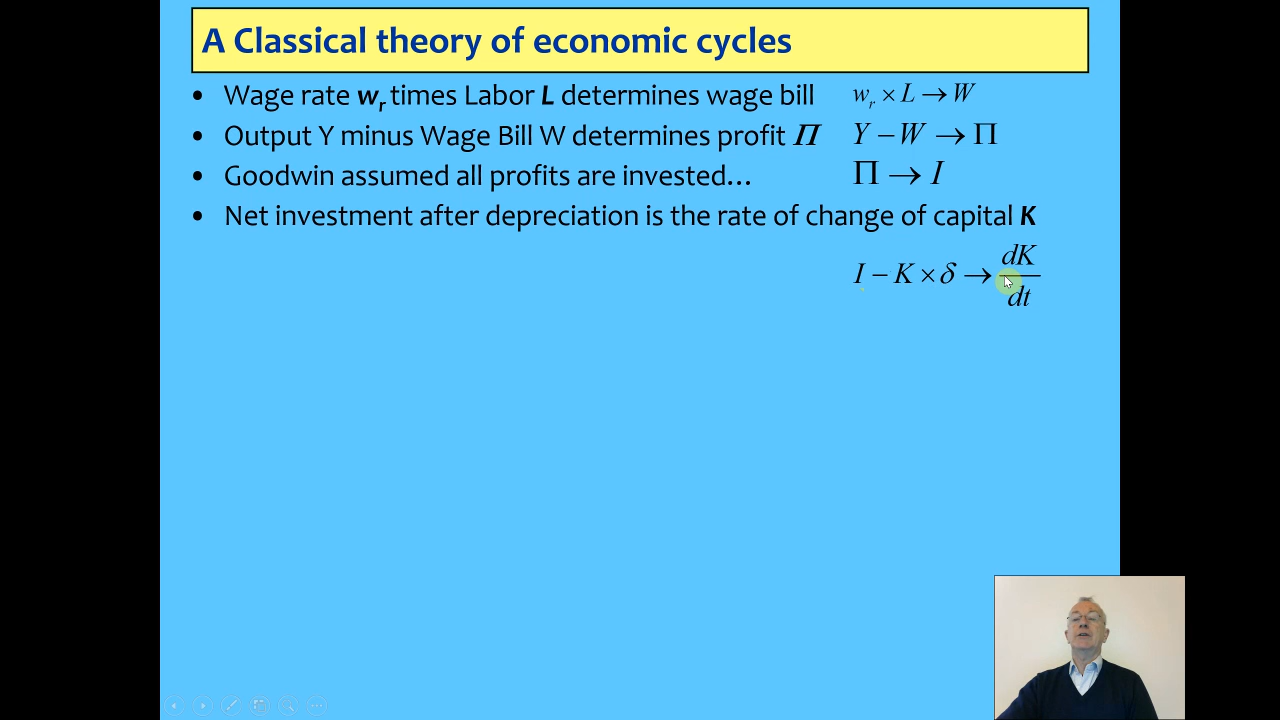 A Classical theory of economic cycles
• Wage rate wr times Labor L determines wage bill wr × L → W
• Output Y minus Wage Bill W determines profit Π Y − W → Π
• Goodwin assumed all profits are invested… Π → I
• Net investment after depreciation is the rate of change of capital K
I − K × δ → dK/dt